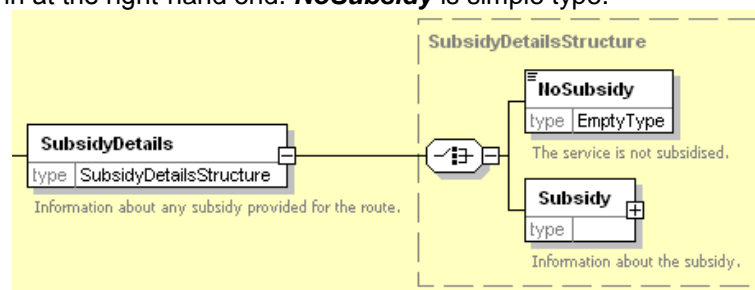 in at the right-hand end. NoSubsidy is simple type.
SubsidyDetailsStructure
NoSubsidy
type EmptyType
The service is not subsidised.
SubsidyDetails
type SubsidyDetailsStructure
Information about any subsidy provided for the route.
Subsidy
type
Information about the subsidy.